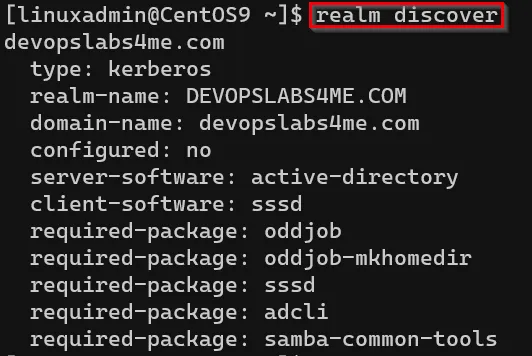 [linuxadmin@CentOS9 ~]$ realm discover
devopslabs4me.com
  type: kerberos
  realm-name: DEVOPSLABS4ME.COM
  domain-name: devopslabs4me.com
  configured: no
  server-software: active-directory
  client-software: sssd
  required-package: oddjob
  required-package: oddjob-mkhomedir
  required-package: sssd
  required-package: adcli
  required-package: samba-common-tools